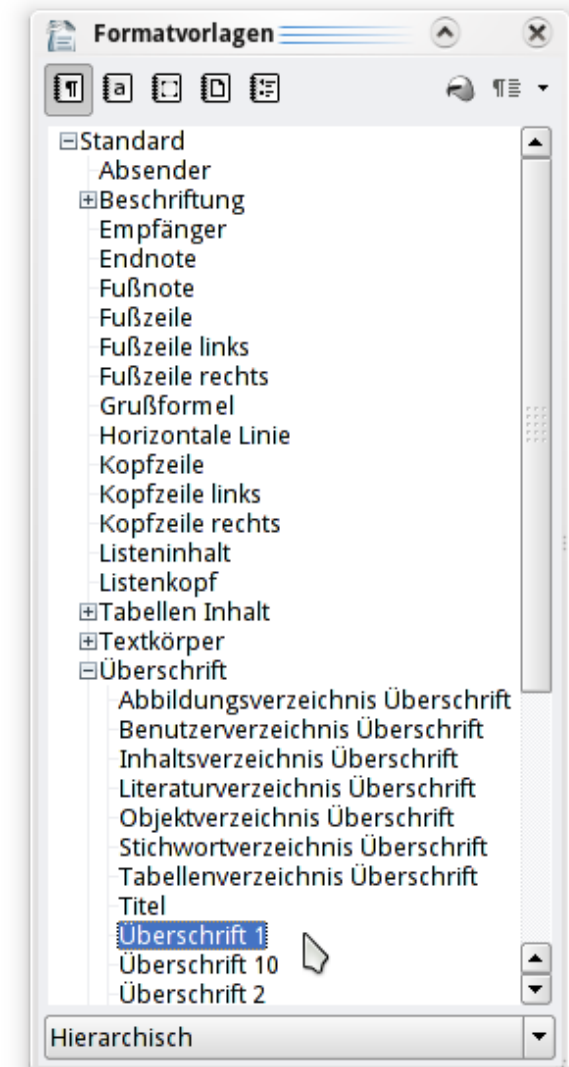 Formatvorlagen
Standard
Absender
Beschriftung
Empfänger
Endnote
Fußnote
Fußzeile
Fußzeile links
Fußzeile rechts
Grußformel
Horizontale Linie
Kopfzeile
Kopfzeile links
Kopfzeile rechts
Listeninhalt
Listenkopf
Tabellen Inhalt
Textkörper
Überschrift
Abbildungsverzeichnis Überschrift
Benutzerverzeichnis Überschrift
Inhaltsverzeichnis Überschrift
Literaturverzeichnis Überschrift
Objektverzeichnis Überschrift
Stichwortverzeichnis Überschrift
Tabellenverzeichnis Überschrift
Titel
Überschrift 1
Überschrift 10
Überschrift 2
Hierarchisch